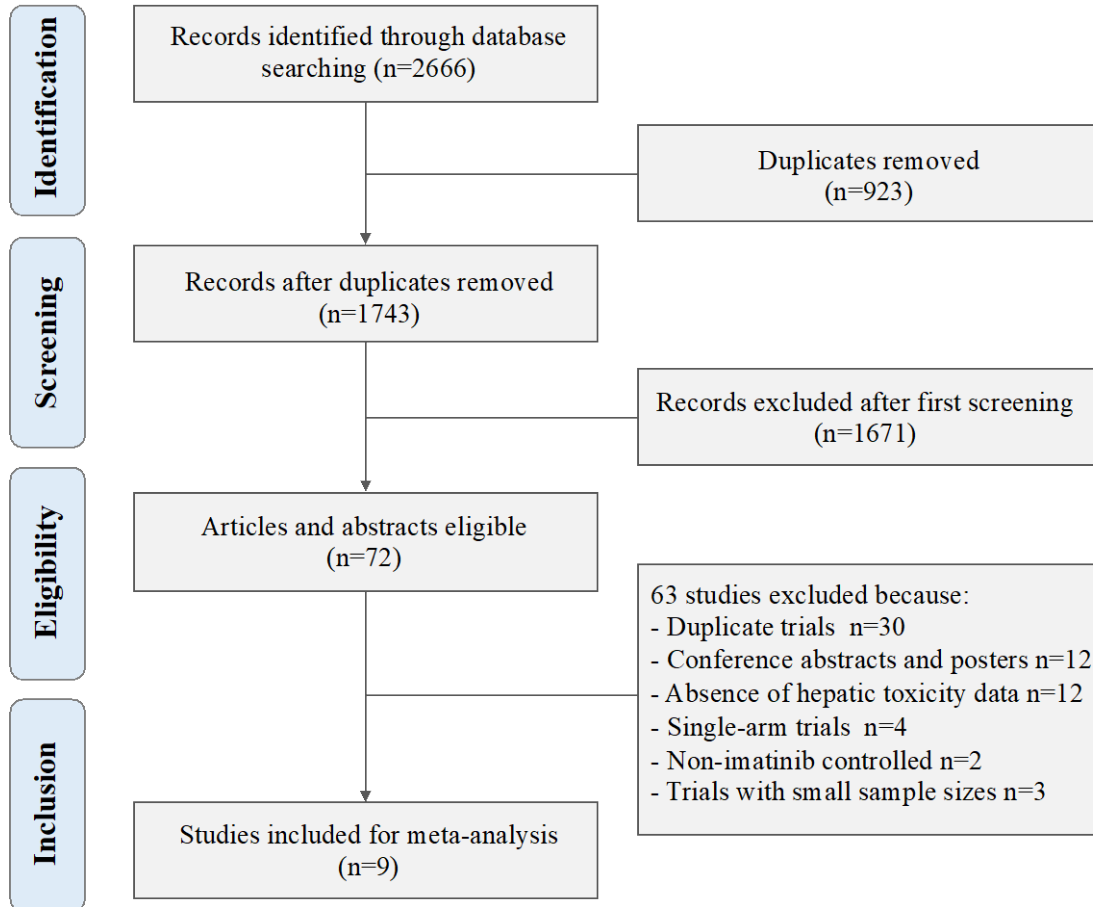 Identification
Records identified through database
searching (n=2666)
Duplicates removed
(n=923)
Screening
Records after duplicates removed
(n=1743)
Records excluded after first screening
(n=1671)
Eligibility
Articles and abstracts eligible
(n=72)
63 studies excluded because:
- Duplicate trials n=30
- Conference abstracts and posters n=12
- Absence of hepatic toxicity data n=12
- Single-arm trials n=4
- Non-imatinib controlled n=2
- Trials with small sample sizes n=3
Inclusion
Studies included for meta-analysis
(n=9)